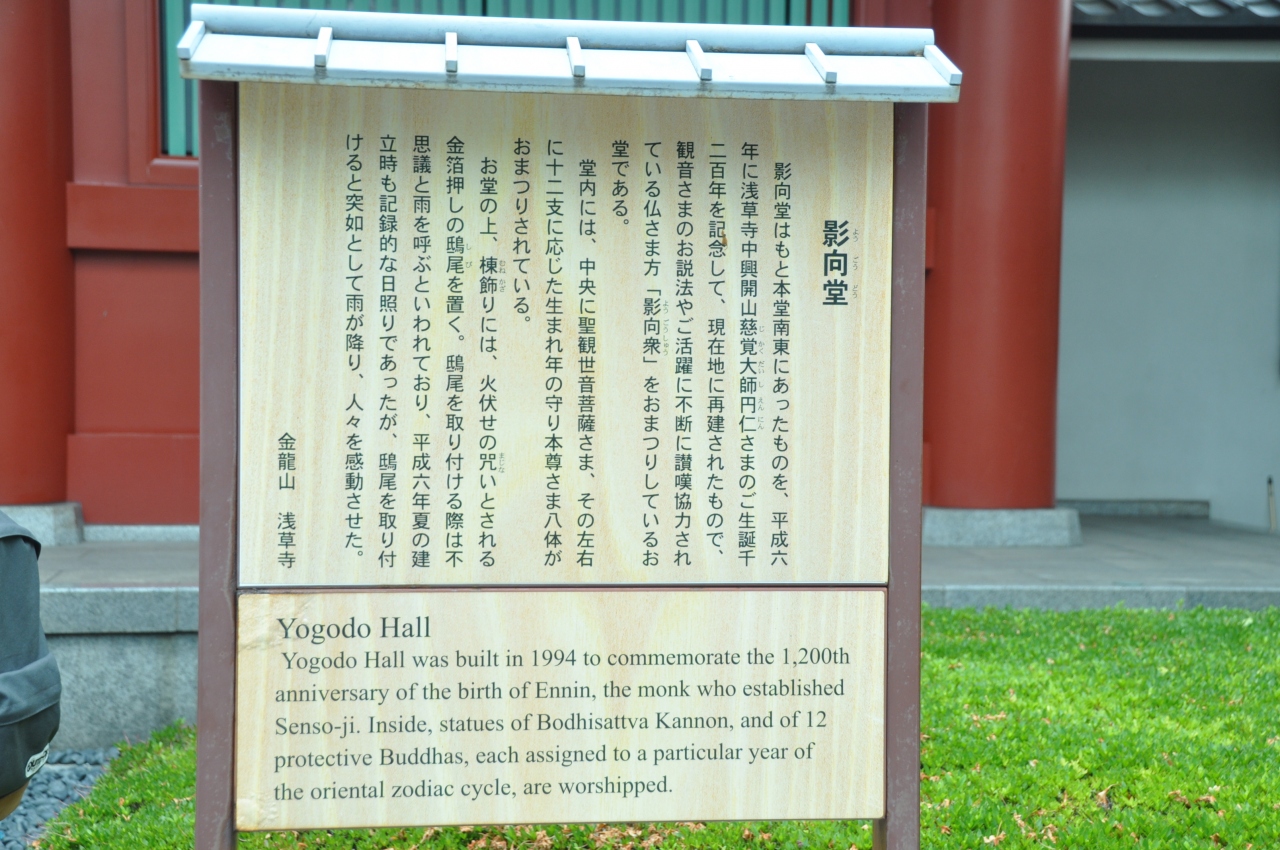 影向堂
影向堂はもと本堂南東にあったものを、平成六
年に浅草寺中興開山慈覚大師円仁さまのご生誕千
二百年を記念して、現在地に再建されたもので、
観音さまのお説法やご活躍に不断に讃嘆協力され
ている仏さま方「影向衆」をおまつりしているお
堂である。
堂内には、中央に聖観世音菩薩さま、その左右
に十二支に応じた生まれ年の守り本尊さま八体が
おまつりされている。
お堂の上、棟飾りには、火伏せの咒いとされる
金箔押しの鴟尾を置く。鴟尾を取り付ける際は不
思議と雨を呼ぶといわれており、平成六年夏の建
立時も記録的な日照りであったが、鴟尾を取り付
けると突如として雨が降り、人々を感動させた。
金龍山 浅草寺
Yogodo Hall
Yogodo Hall was built in 1994 to commemorate the 1,200th
anniversary of the birth of Ennin, the monk who established
Senso-ji. Inside, statues of Bodhisattva Kannon, and of 12
protective Buddhas, each assigned to a particular year of
the oriental zodiac cycle, are worshipped.